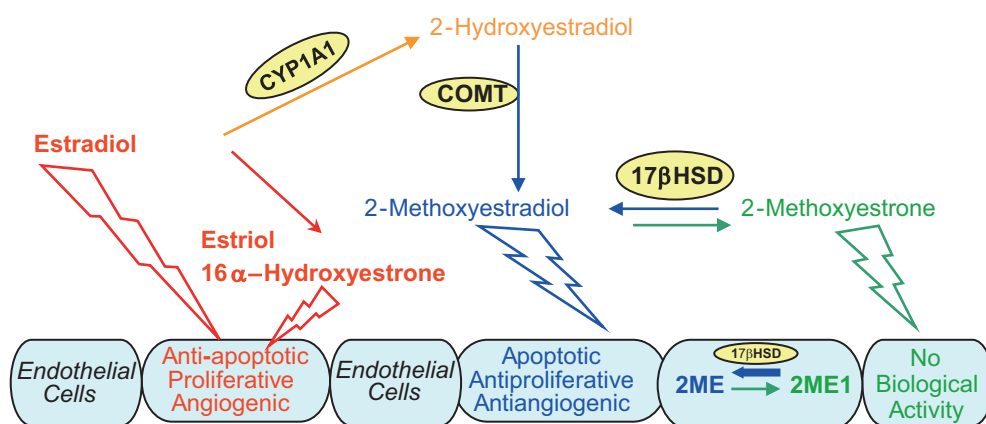 2-Hydroxyestradiol
CYP1A1
COMT
Estradiol
17βHSD
2-Methoxyestradiol
2-Methoxyestrone
Estriol
16α–Hydroxyestrone
Endothelial
Cells
Anti-apoptotic
Proliferative
Angiogenic
Endothelial
Cells
Apoptotic
Antiproliferative
Antiangiogenic
17βHSD
2ME
2ME1
No
Biological
Activity